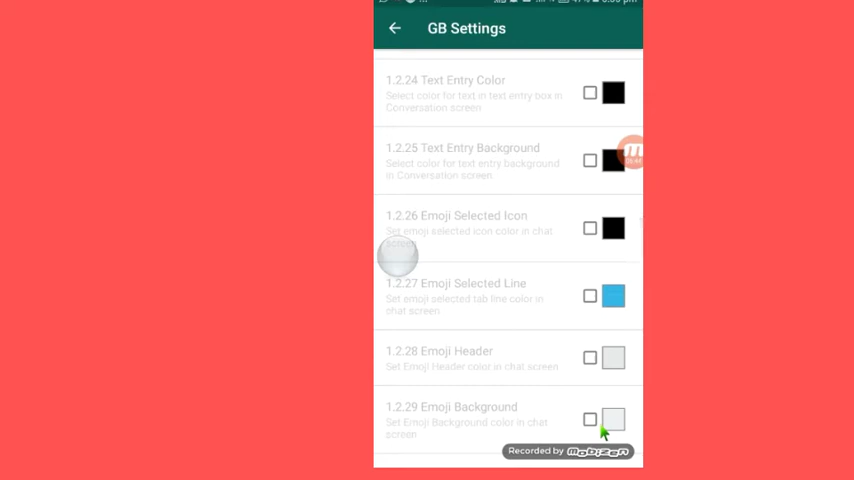 6:50 pm
GB Settings
1.2.24 Text Entry Color
Select color for text in text entry box in
Conversation screen
1.2.25 Text Entry Background
Select color for text entry background
in Conversation screen
1.2.26 Emoji Selected Icon
Set emoji selected icon color in chat
screen
1.2.27 Emoji Selected Line
Set emoji selected tab line color in
chat screen
1.2.28 Emoji Header
Set Emoji Header color in chat screen
1.2.29 Emoji Background
Set Emoji Background color in chat
screen
Recorded by mobizen